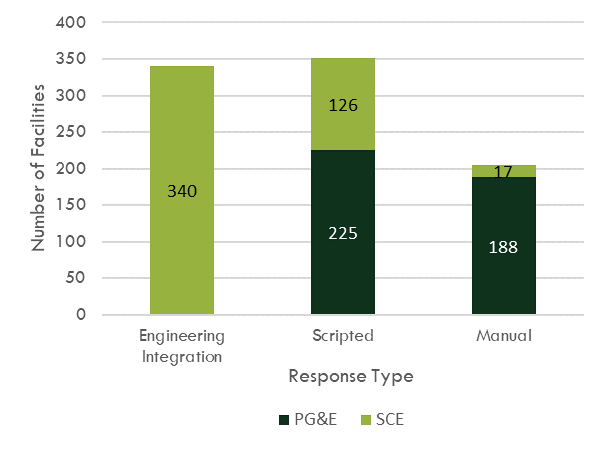 400
350
300
250
200
150
100
50
0
Number of Facilities
340
126
225
17
188
Engineering
Integration
Scripted
Manual
Response Type
PG&E
SCE